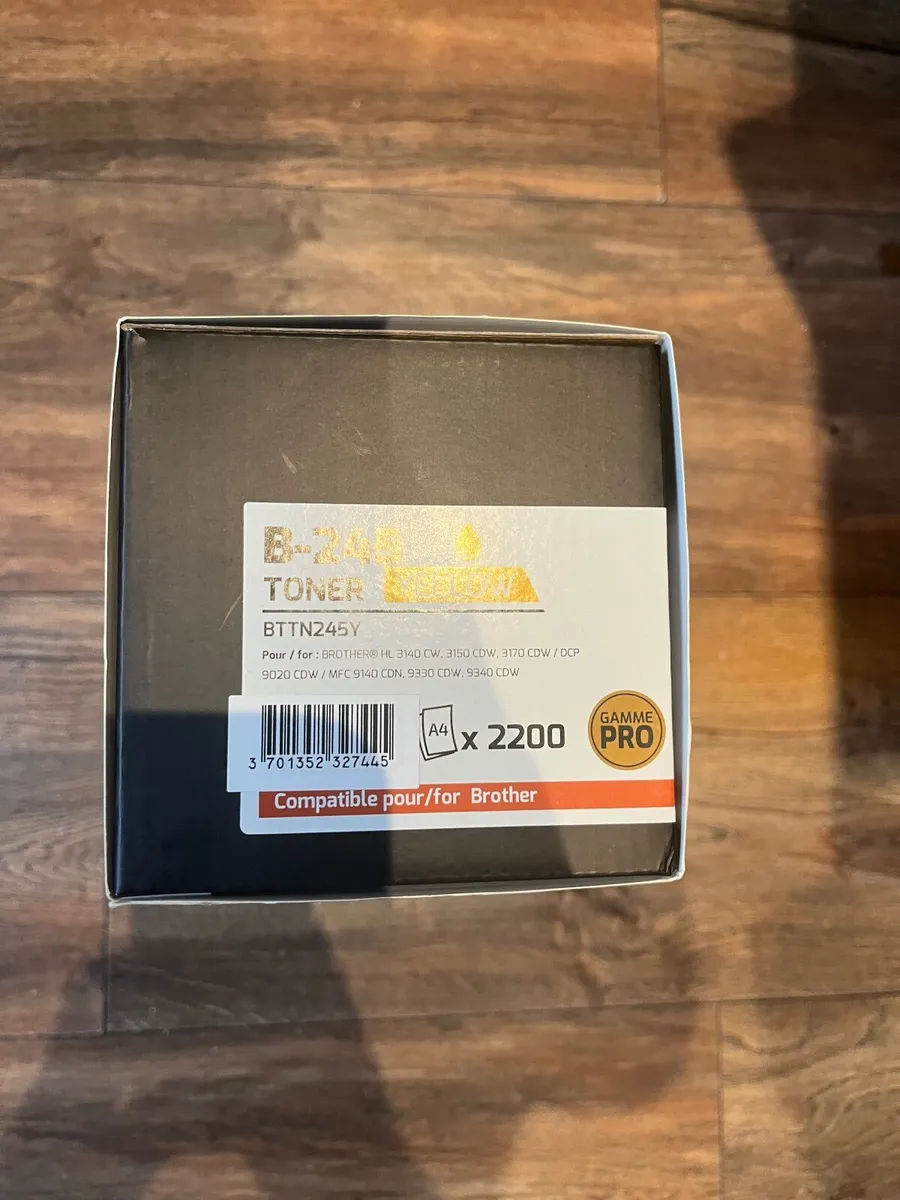 B-245
TONER YELLOW
BTTN245Y
Pour / for : BROTHER® HL 3140 CW, 3150 CDW, 3170 CDW / DCP
9020 CDW / MFC 9140 CDN, 9330 CDW, 9340 CDW
A4 x 2200
GAMME
PRO
3 701352 327445
Compatible pour/for Brother